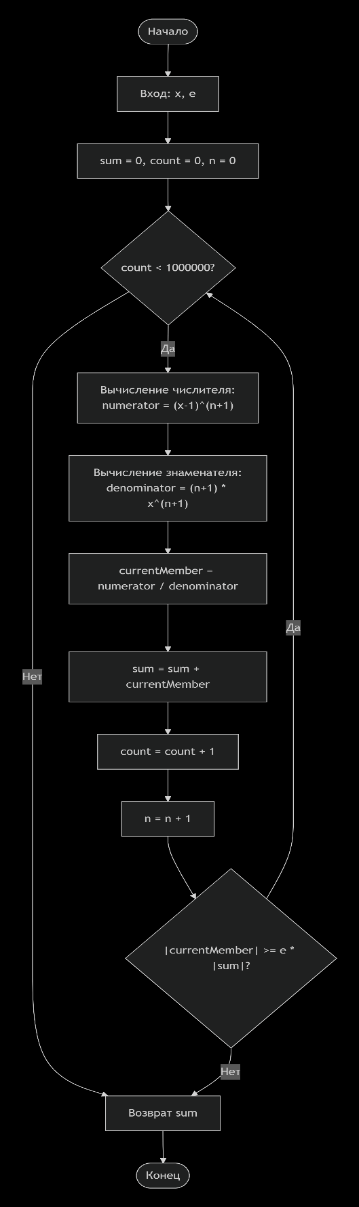 Начало
Вход: x, e
sum = 0, count = 0, n = 0
count < 1000000?
Да
Вычисление числителя:
numerator = (x-1)^(n+1)
Вычисление знаменателя:
denominator = (n+1) *
x^(n+1)
currentMember =
numerator / denominator
Да
sum = sum +
currentMember
Нет
count = count + 1
n = n + 1
|currentMember| >= e *
|sum|?
Нет
Возврат sum
Конец